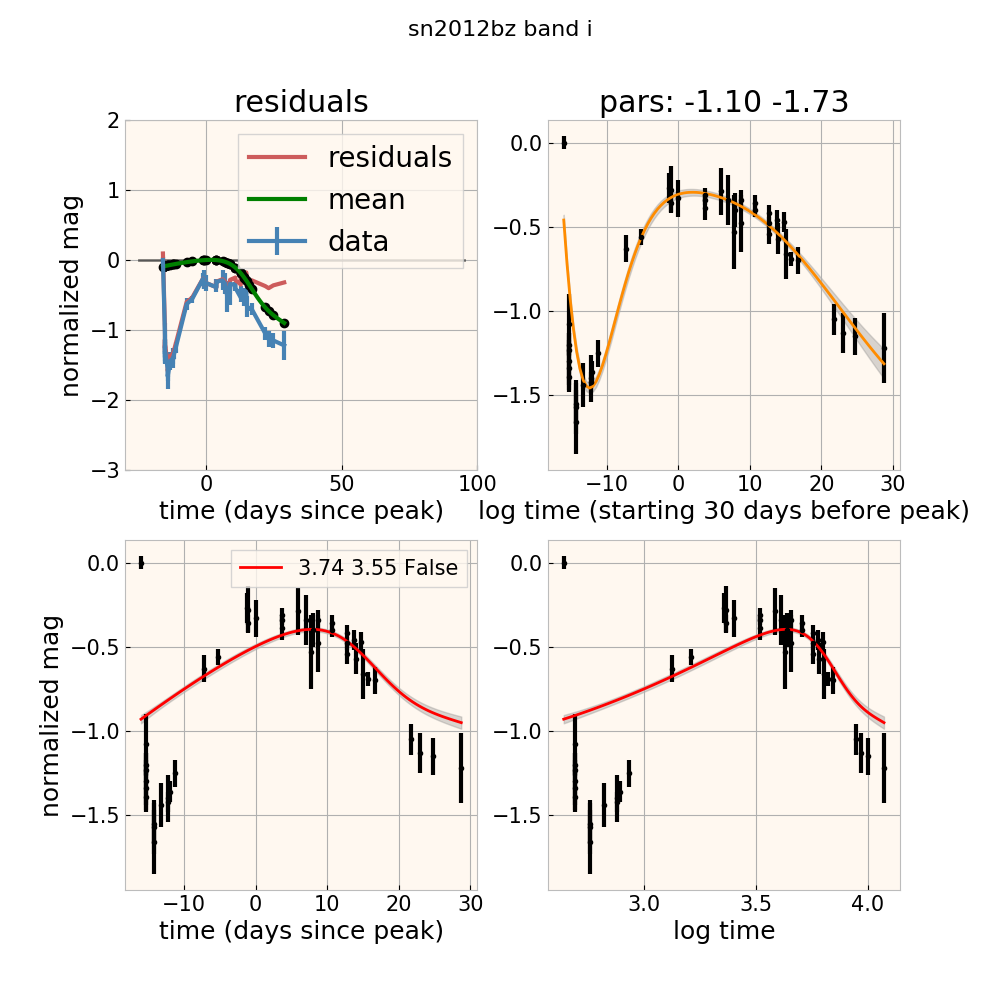 sn2012bz band i
residuals
2
1
0
−1
−2
−3
normalized mag
0
50
100
time (days since peak)
residuals
mean
data
pars: -1.10 -1.73
0.0
−0.5
−1.0
−1.5
−10
0
10
20
30
log time (starting 30 days before peak)
0.0
−0.5
−1.0
−1.5
normalized mag
−10
0
10
20
30
time (days since peak)
3.74 3.55 False
0.0
−0.5
−1.0
−1.5
3.0
3.5
4.0
log time